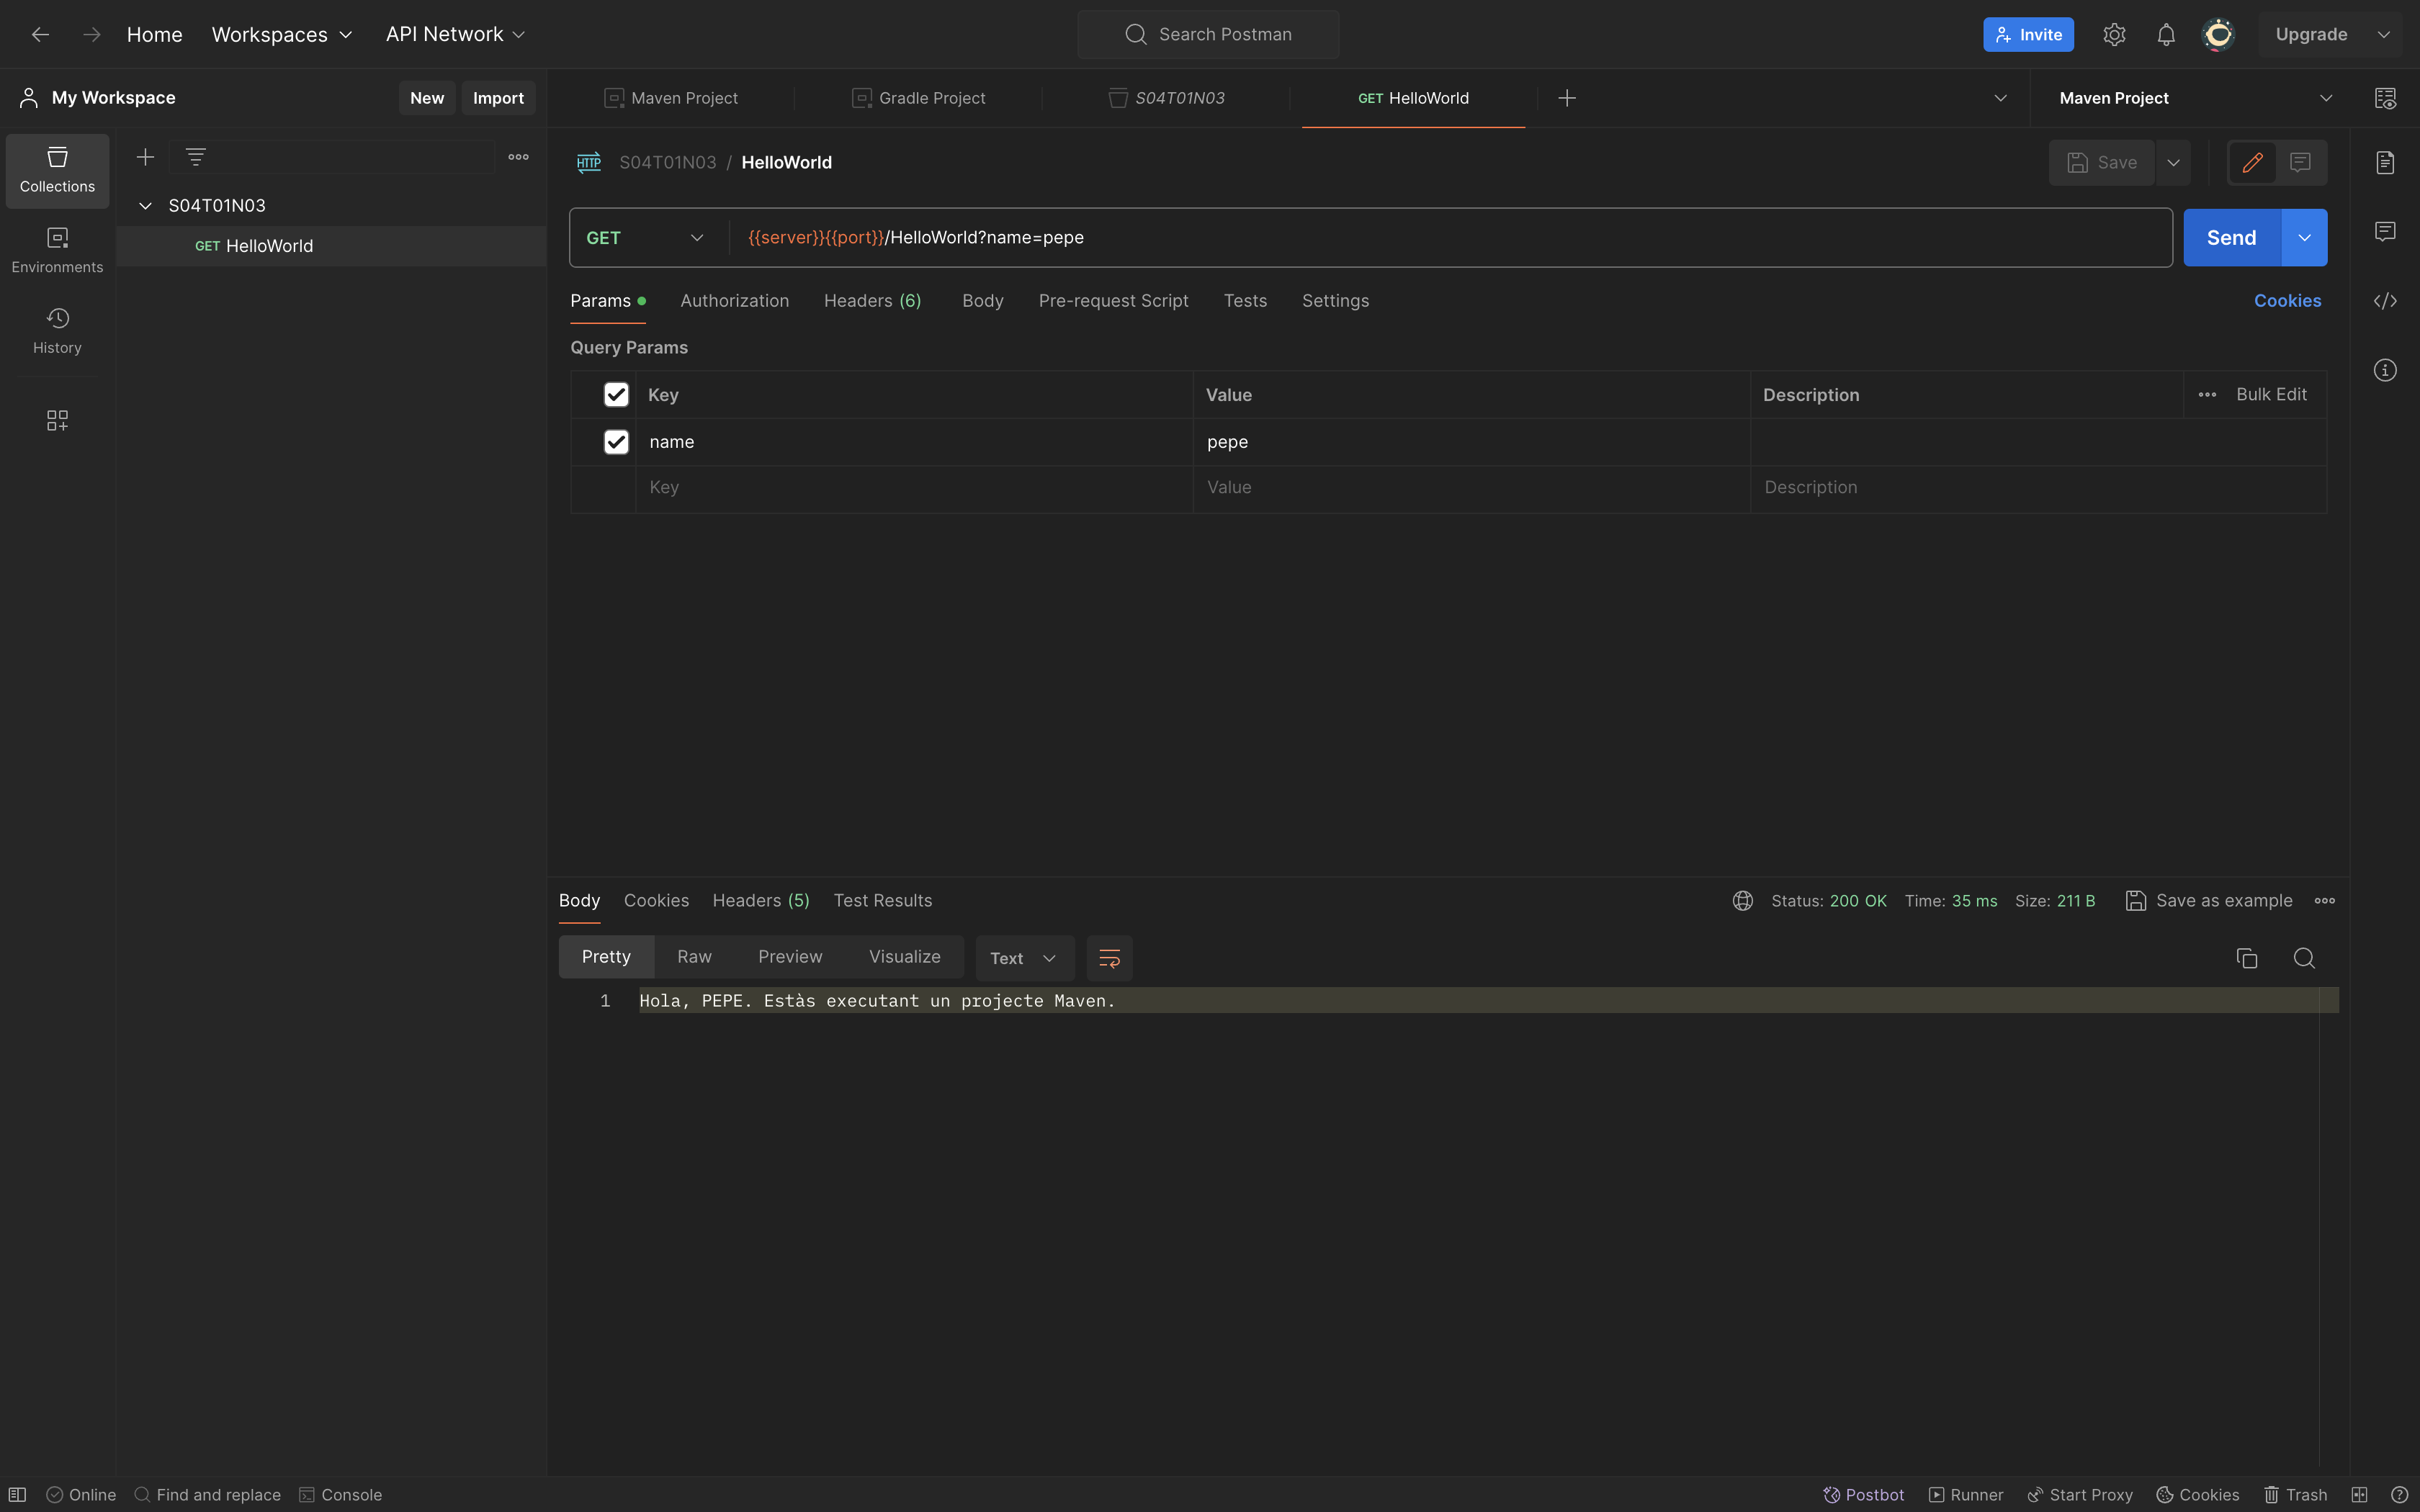 Home Workspaces API Network Search Postman Invite Upgrade
My Workspace New Import Maven Project Gradle Project S04T01N03 GET HelloWorld Maven Project
Collections
Environments
History
S04T01N03
GET HelloWorld
HTTP S04T01N03 / HelloWorld Save
GET {{server}}{{port}}/HelloWorld?name=pepe Send
Params Authorization Headers (6) Body Pre-request Script Tests Settings Cookies
Query Params
Key Value Description Bulk Edit
name pepe
Key Value Description
Body Cookies Headers (5) Test Results Status: 200 OK Time: 35 ms Size: 211 B Save as example
Pretty Raw Preview Visualize Text
1 Hola, PEPE. Estàs executant un projecte Maven.
Online Find and replace Console Postbot Runner Start Proxy Cookies Trash